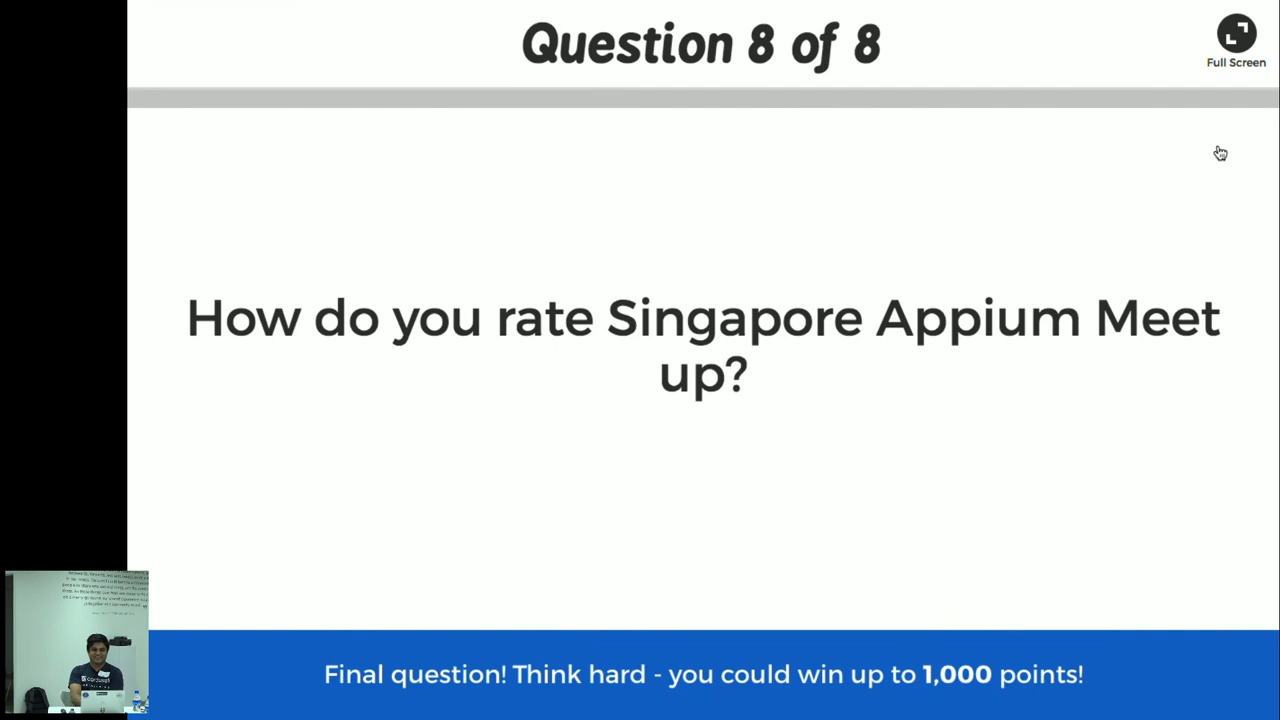 Question 8 of 8
Full Screen
How do you rate Singapore Appium Meet
up?
Final question! Think hard - you could win up to 1,000 points!